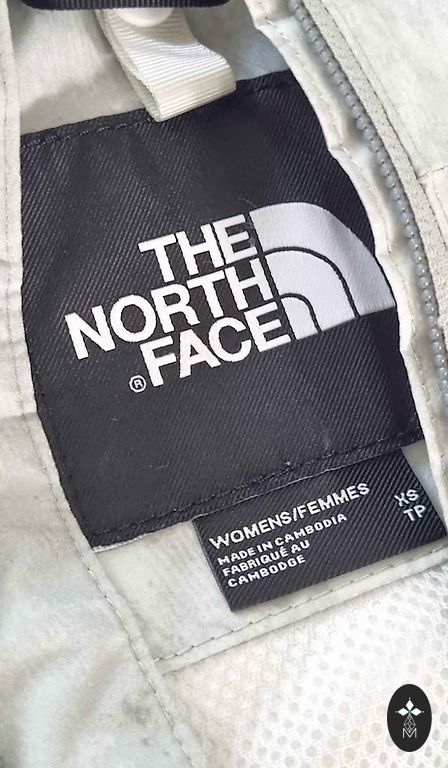 THE
NORTH
FACE
®
WOMENS/FEMMES
XS
TP
MADE IN CAMBODIA
FABRIQUÉ AU
CAMBODGE
M